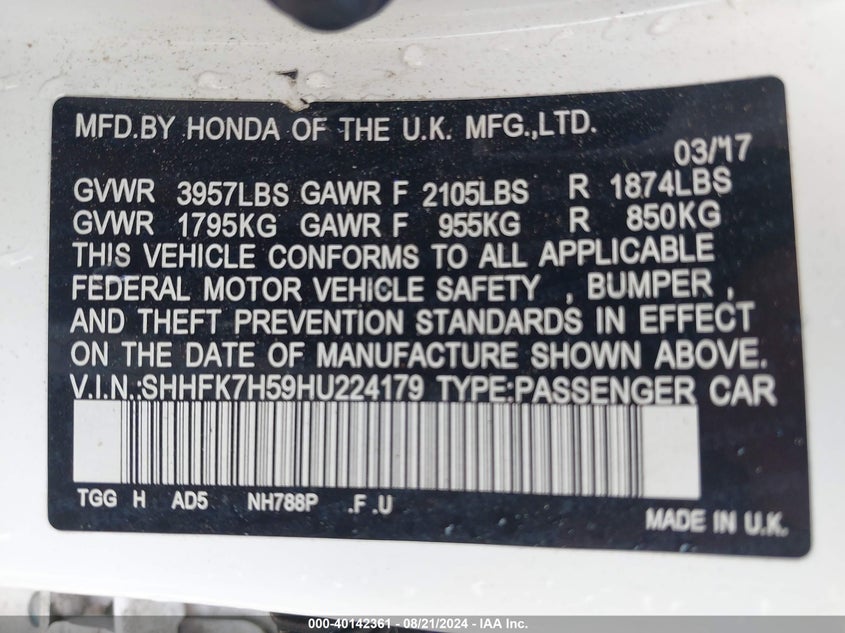 MFD.BY HONDA OF THE U.K. MFG.,LTD.
03/17
GVWR 3957LBS GAWR F 2105LBS R 1874LBS
GVWR 1795KG GAWR F 955KG R 850KG
THIS VEHICLE CONFORMS TO ALL APPLICABLE
FEDERAL MOTOR VEHICLE SAFETY , BUMPER ,
AND THEFT PREVENTION STANDARDS IN EFFECT
ON THE DATE OF MANUFACTURE SHOWN ABOVE.
V.I.N.:SHHFK7H59HU224179 TYPE:PASSENGER CAR
TGG H AD5 NH788P .F .U
MADE IN U.K.
000-40142361 - 08/21/2024 - IAA Inc.